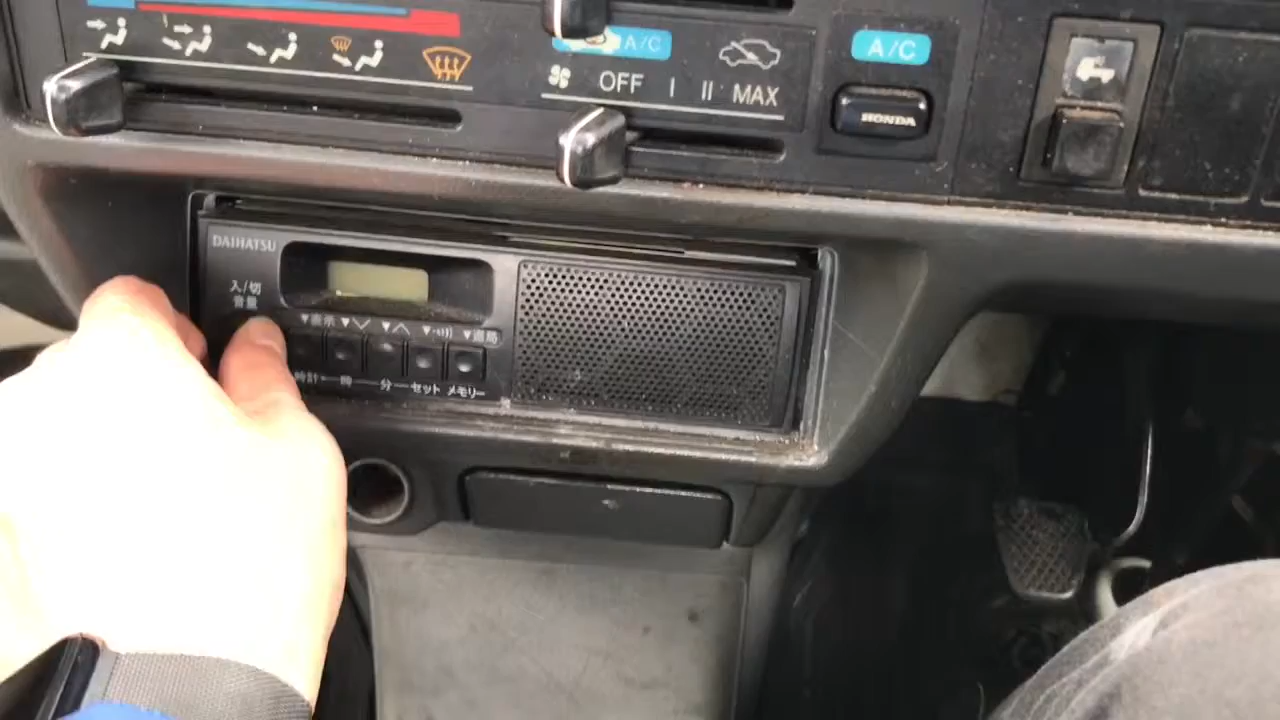 A/C
OFF I II MAX
A/C
HONDA
DAIHATSU
入/切
音量
▼表示 ▼ ▼ ▼ ▼選局
時計 時 分 セット メモリー